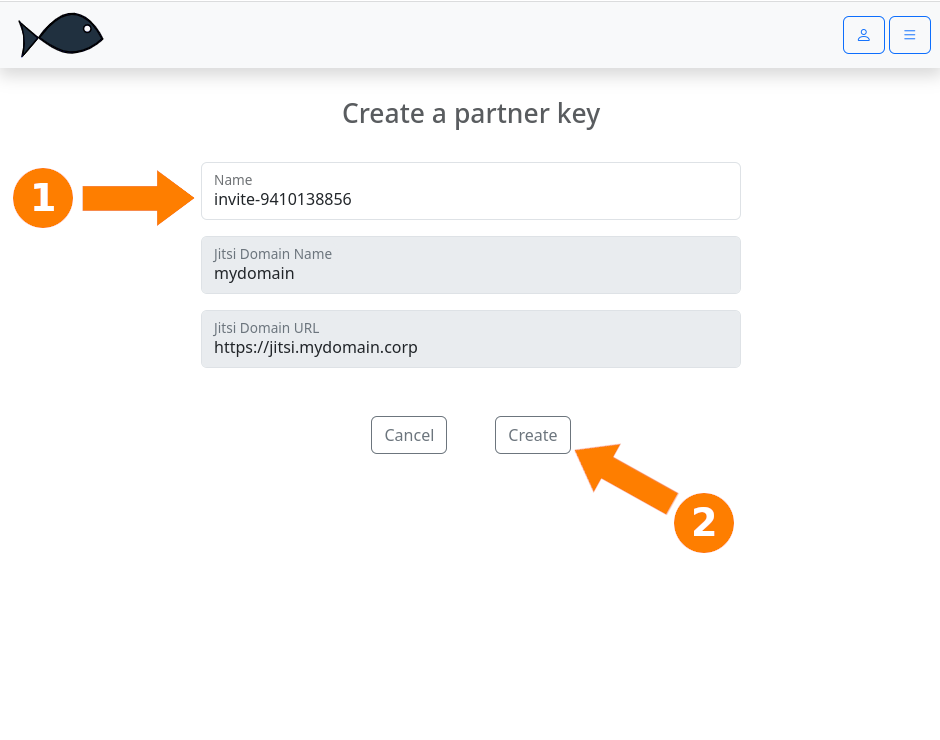 Create a partner key
1
Name
invite-9410138856
Jitsi Domain Name
mydomain
Jitsi Domain URL
https://jitsi.mydomain.corp
Cancel Create
2